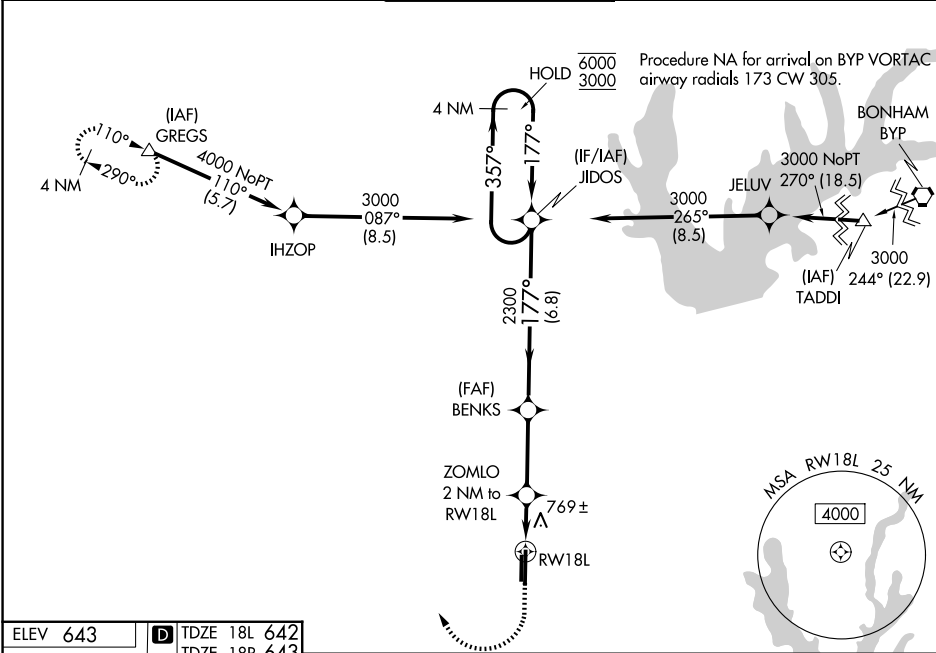 HOLD
6000
3000
Procedure NA for arrival on BYP VORTAC
airway radials 173 CW 305.
4 NM
357°
177°
(IAF)
GREGS
110°
290°
4 NM
4000 NoPT
110°
(5.7)
IHZOP
3000
087°
(8.5)
(IF/IAF)
JIDOS
3000
265°
(8.5)
JELUV
3000 NoPT
270° (18.5)
BONHAM
BYP
(IAF)
TADDI
3000
244° (22.9)
2300
177°
(6.8)
(FAF)
BENKS
ZOMLO
2 NM to
RW18L
769±
RW18L
MSA RW18L 25 NM
4000
ELEV 643
D TDZE 18L 642
TDZE 18R 643